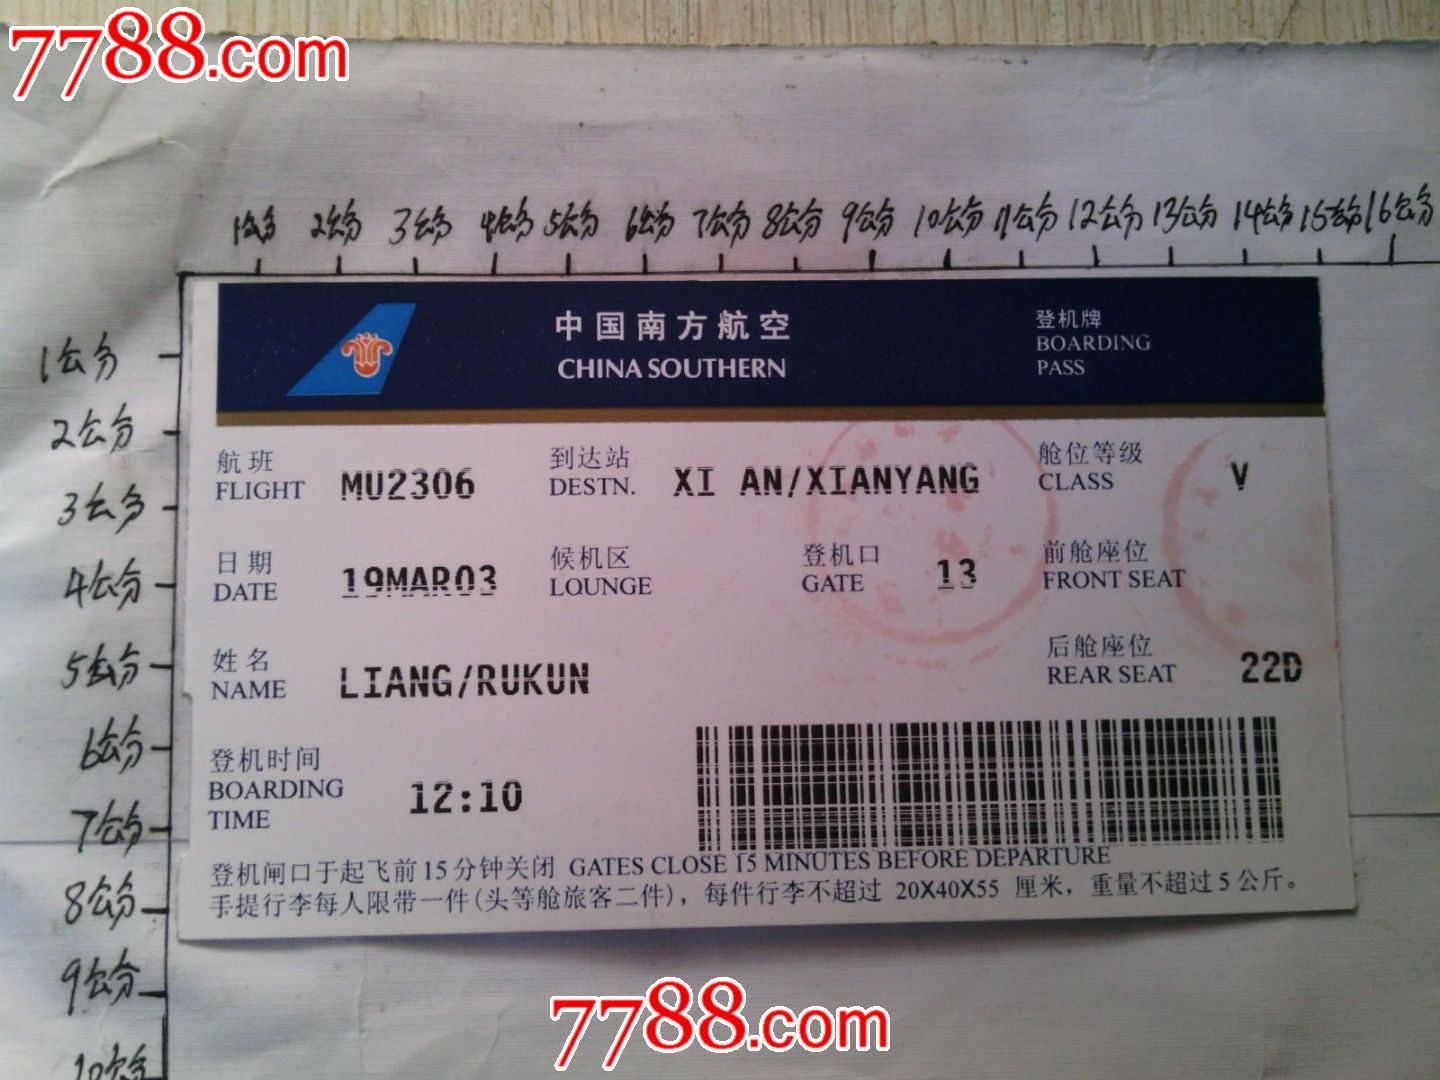 7788.com
1公分 2公分 3公分 4公分 5公分 6公分 7公分 8公分 9公分 10公分 11公分 12公分 13公分 14公分 15公分 16公分
中国南方航空
CHINA SOUTHERN
登机牌
BOARDING
PASS
1公分
2公分
3公分
4公分
5公分
6公分
7公分
8公分
9公分
10公分
航班 到达站 舱位等级
FLIGHT MU2306 DESTN. XI AN/XIANYANG CLASS V
日期 候机区 登机口 前舱座位
DATE 19MAR03 LOUNGE GATE 13 FRONT SEAT
姓名 后舱座位
NAME LIANG/RUKUN REAR SEAT 22D
登机时间
BOARDING
TIME 12:10
登机闸口于起飞前15分钟关闭 GATES CLOSE 15 MINUTES BEFORE DEPARTURE
手提行李每人限带一件(头等舱旅客二件)，每件行李不超过 20X40X55 厘米，重量不超过5公斤。
7788.com